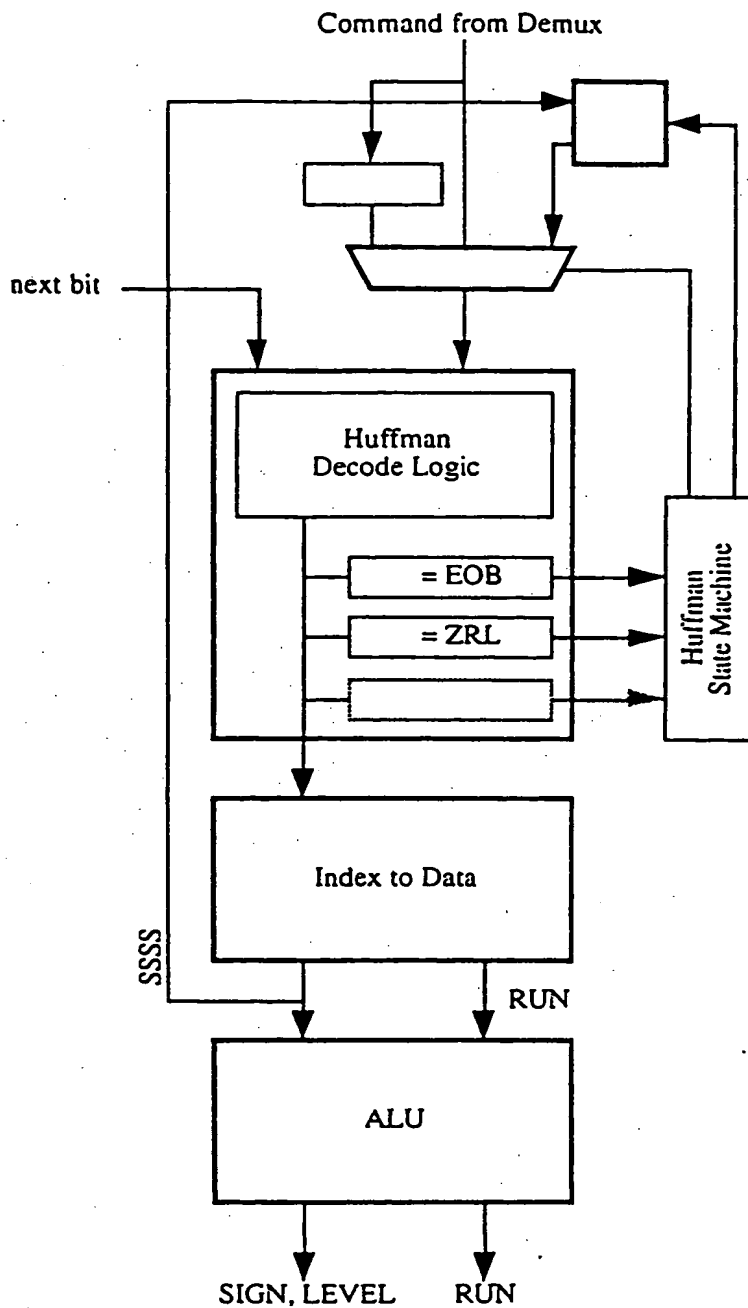 Command from Demux
next bit
Huffman
Decode Logic
= EOB
= ZRL
Huffman
State Machine
Index to Data
SSSS
RUN
ALU
SIGN, LEVEL
RUN